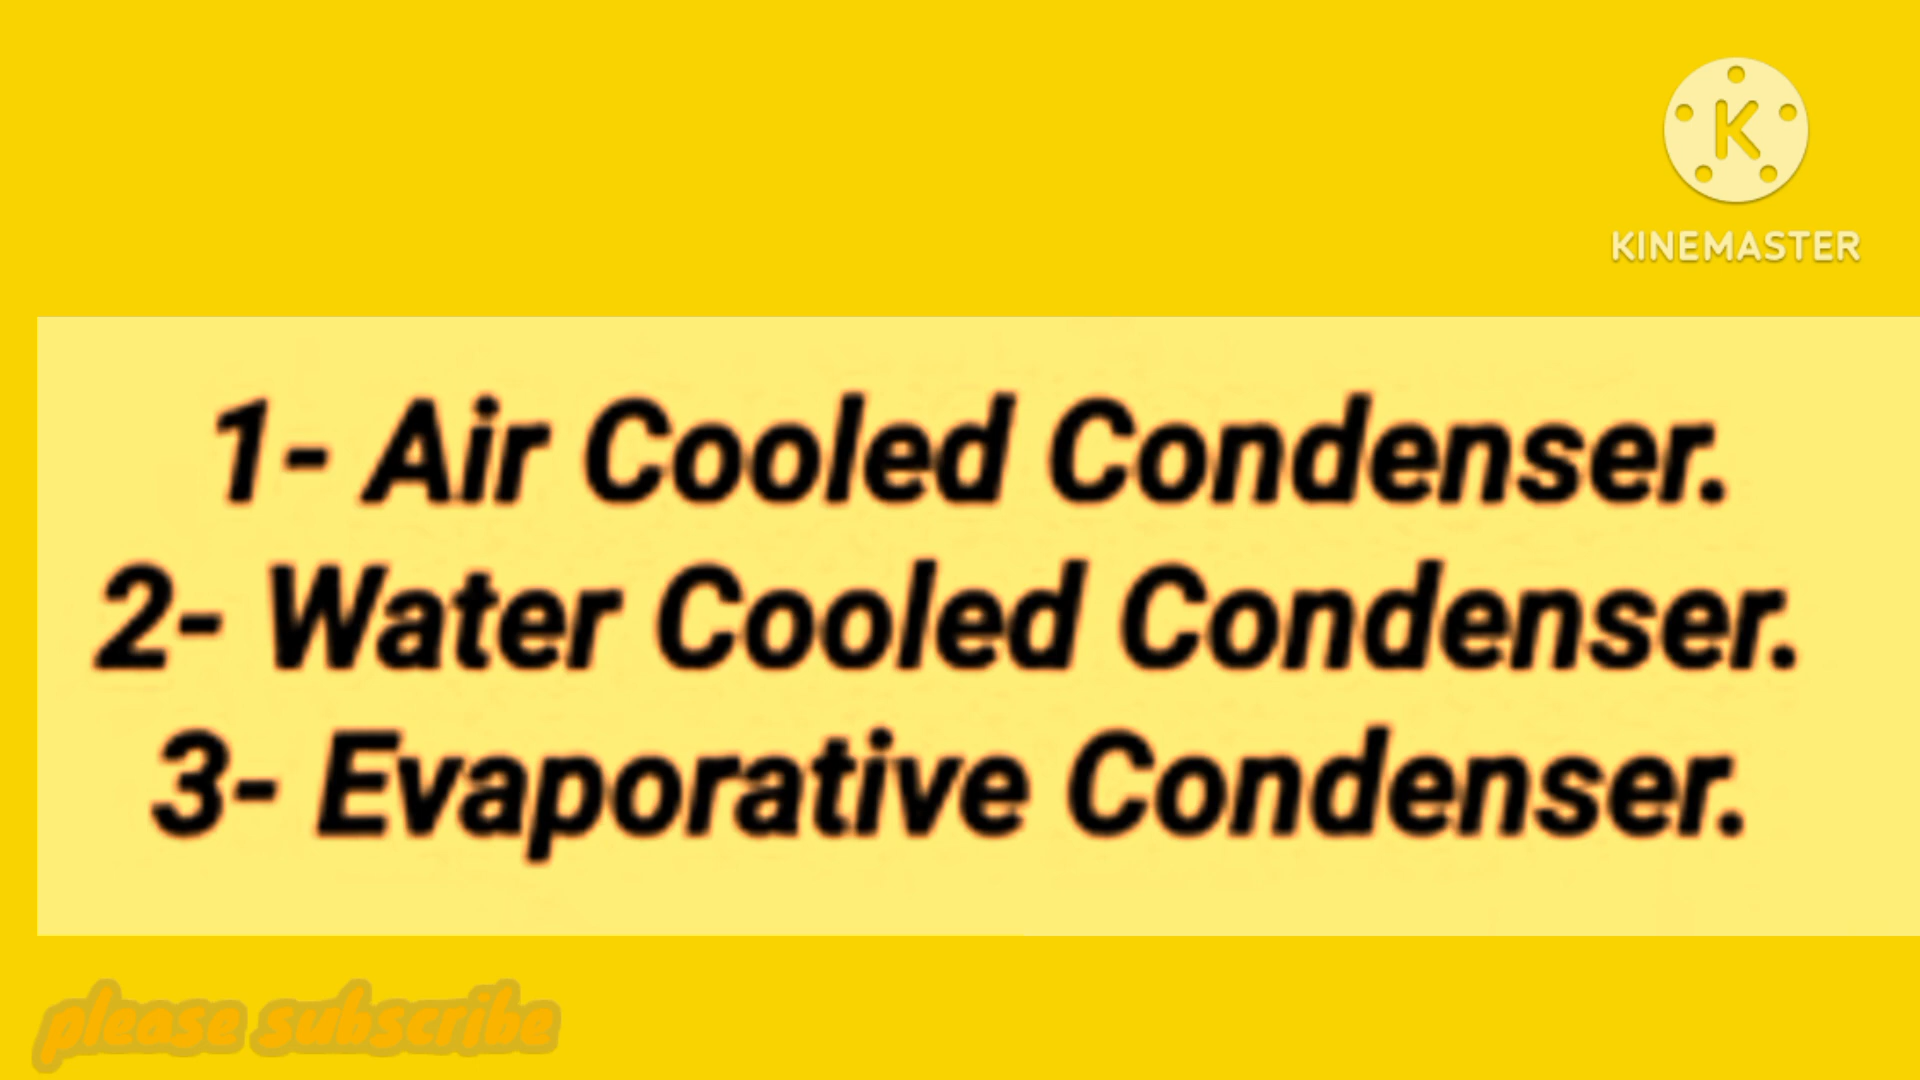 KINEMASTER
1- Air Cooled Condenser.
2- Water Cooled Condenser.
3- Evaporative Condenser.
please subscribe